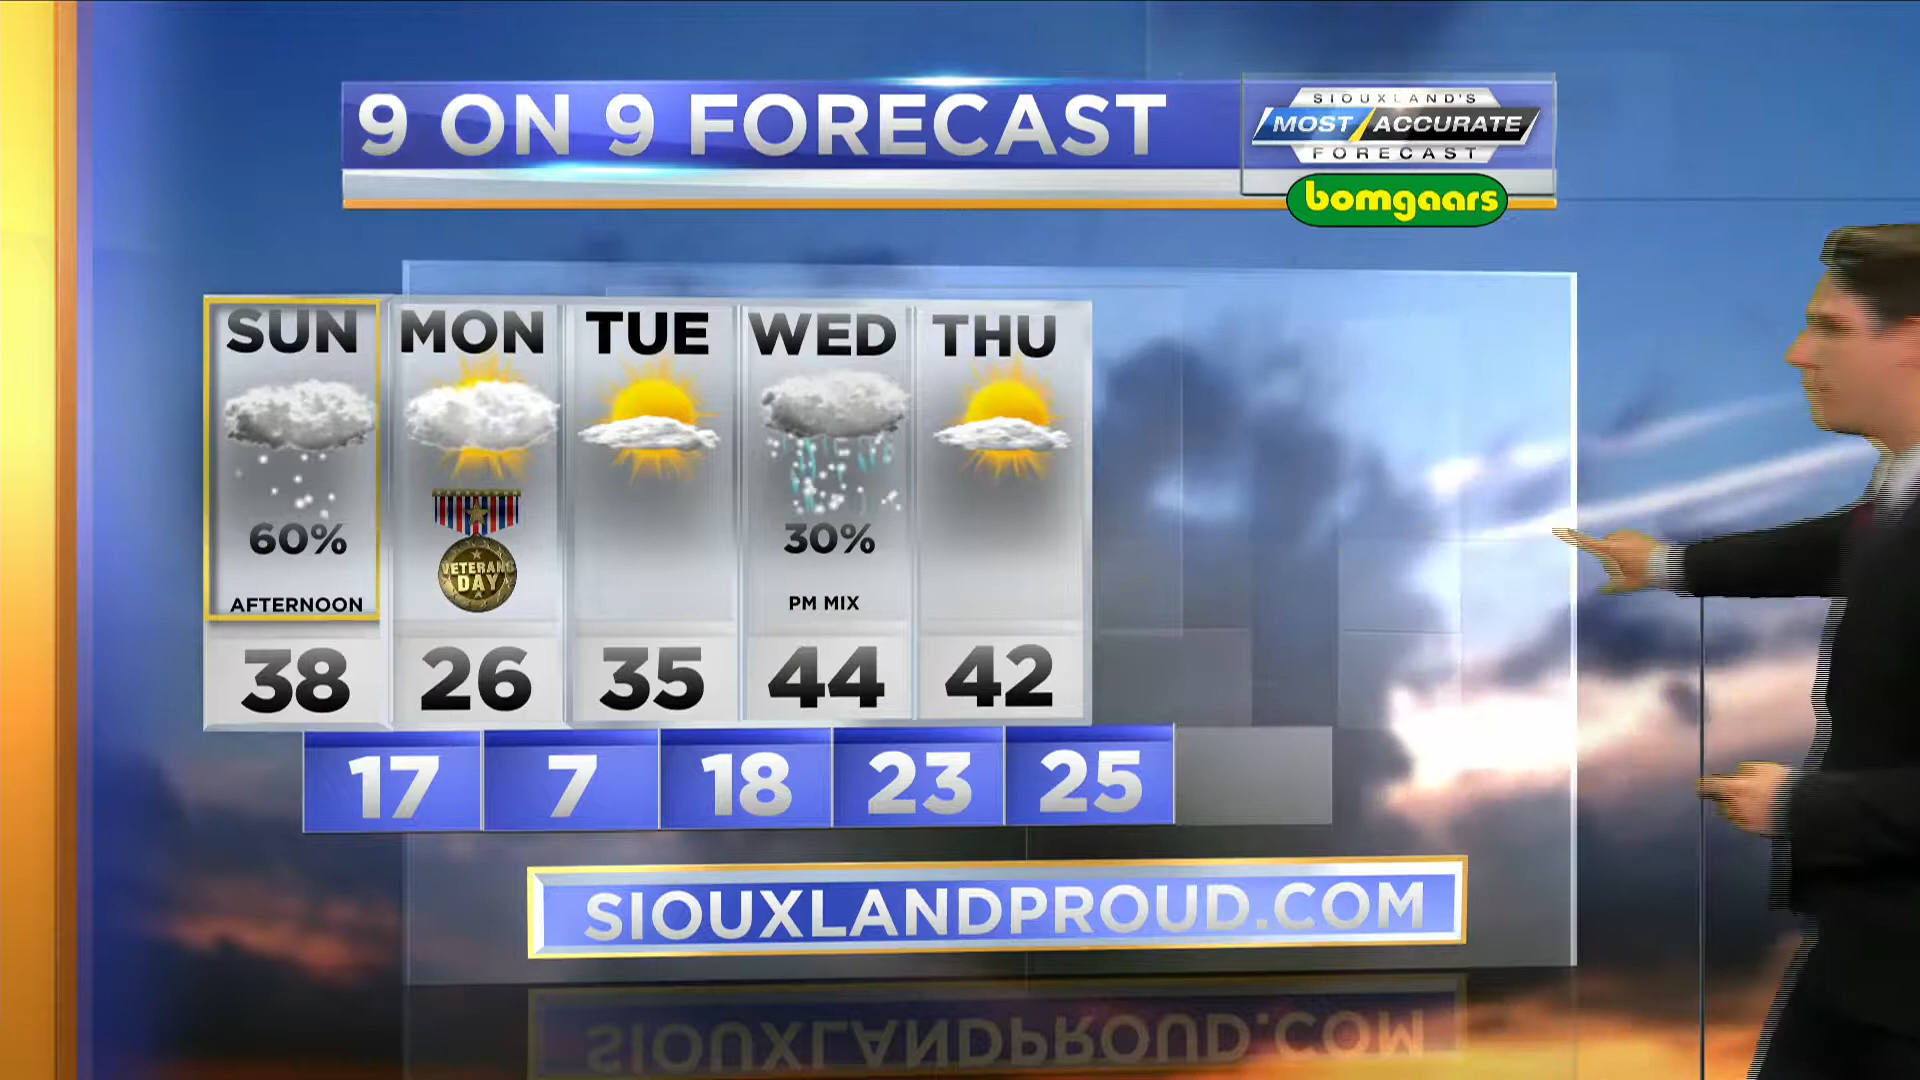 9 ON 9 FORECAST
SIOUXLAND'S
MOST ACCURATE
FORECAST
bomgaars
SUN MON TUE WED THU
60% 30%
VETERANS
DAY
AFTERNOON PM MIX
38 26 35 44 42
17 7 18 23 25
SIOUXLANDPROUD.COM
SIOUXLANDPROUD.COM